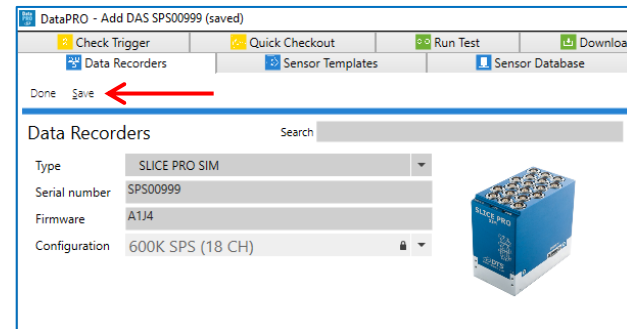 DataPRO - Add DAS SPS00999 (saved)
Check Trigger Quick Checkout Run Test Downloa
Data Recorders Sensor Templates Sensor Database
Done Save
Data Recorders Search
Type SLICE PRO SIM
Serial number SPS00999
Firmware A1J4
Configuration 600K SPS (18 CH)
SLICE PRO
SIM
DTS